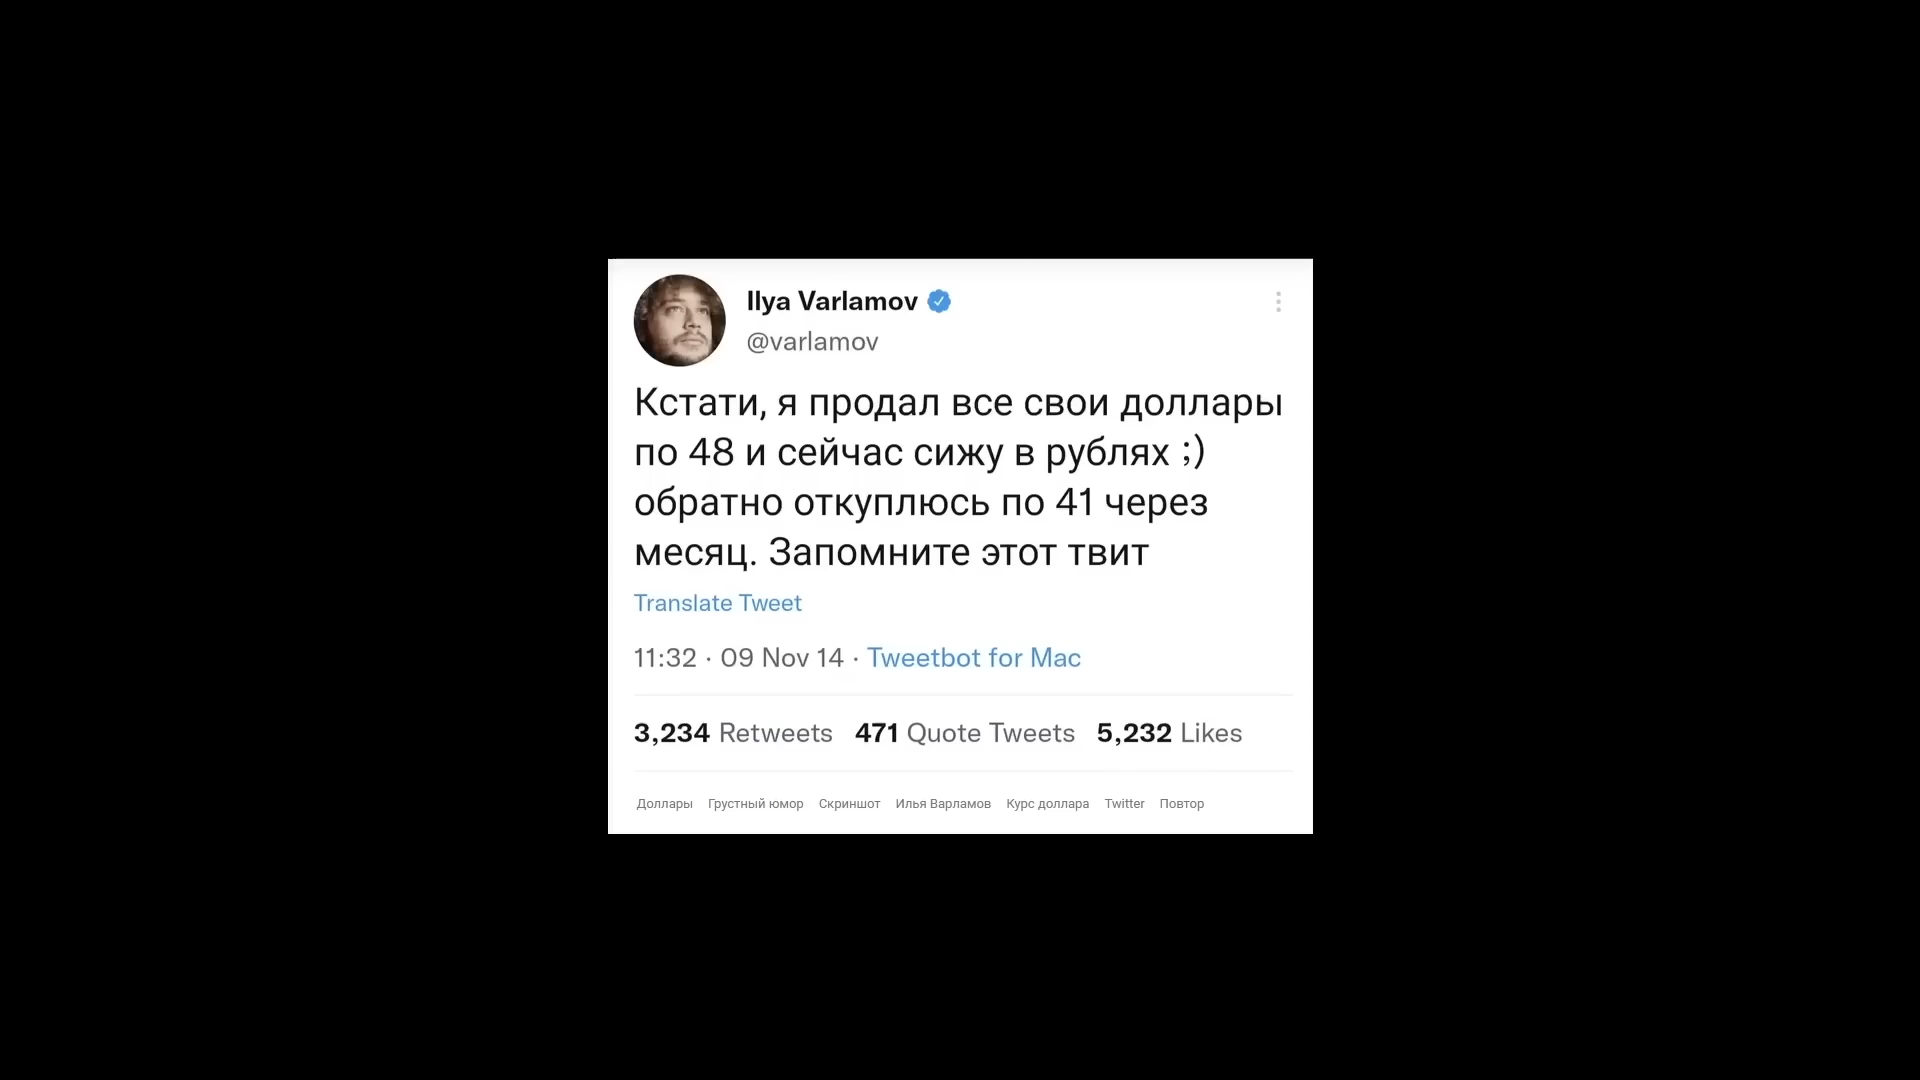 Ilya Varlamov
@varlamov
Кстати, я продал все свои доллары
по 48 и сейчас сижу в рублях ;)
обратно откуплюсь по 41 через
месяц. Запомните этот твит
Translate Tweet
11:32 · 09 Nov 14 · Tweetbot for Mac
3,234 Retweets 471 Quote Tweets 5,232 Likes
Доллары Грустный юмор Скриншот Илья Варламов Курс доллара Twitter Повтор